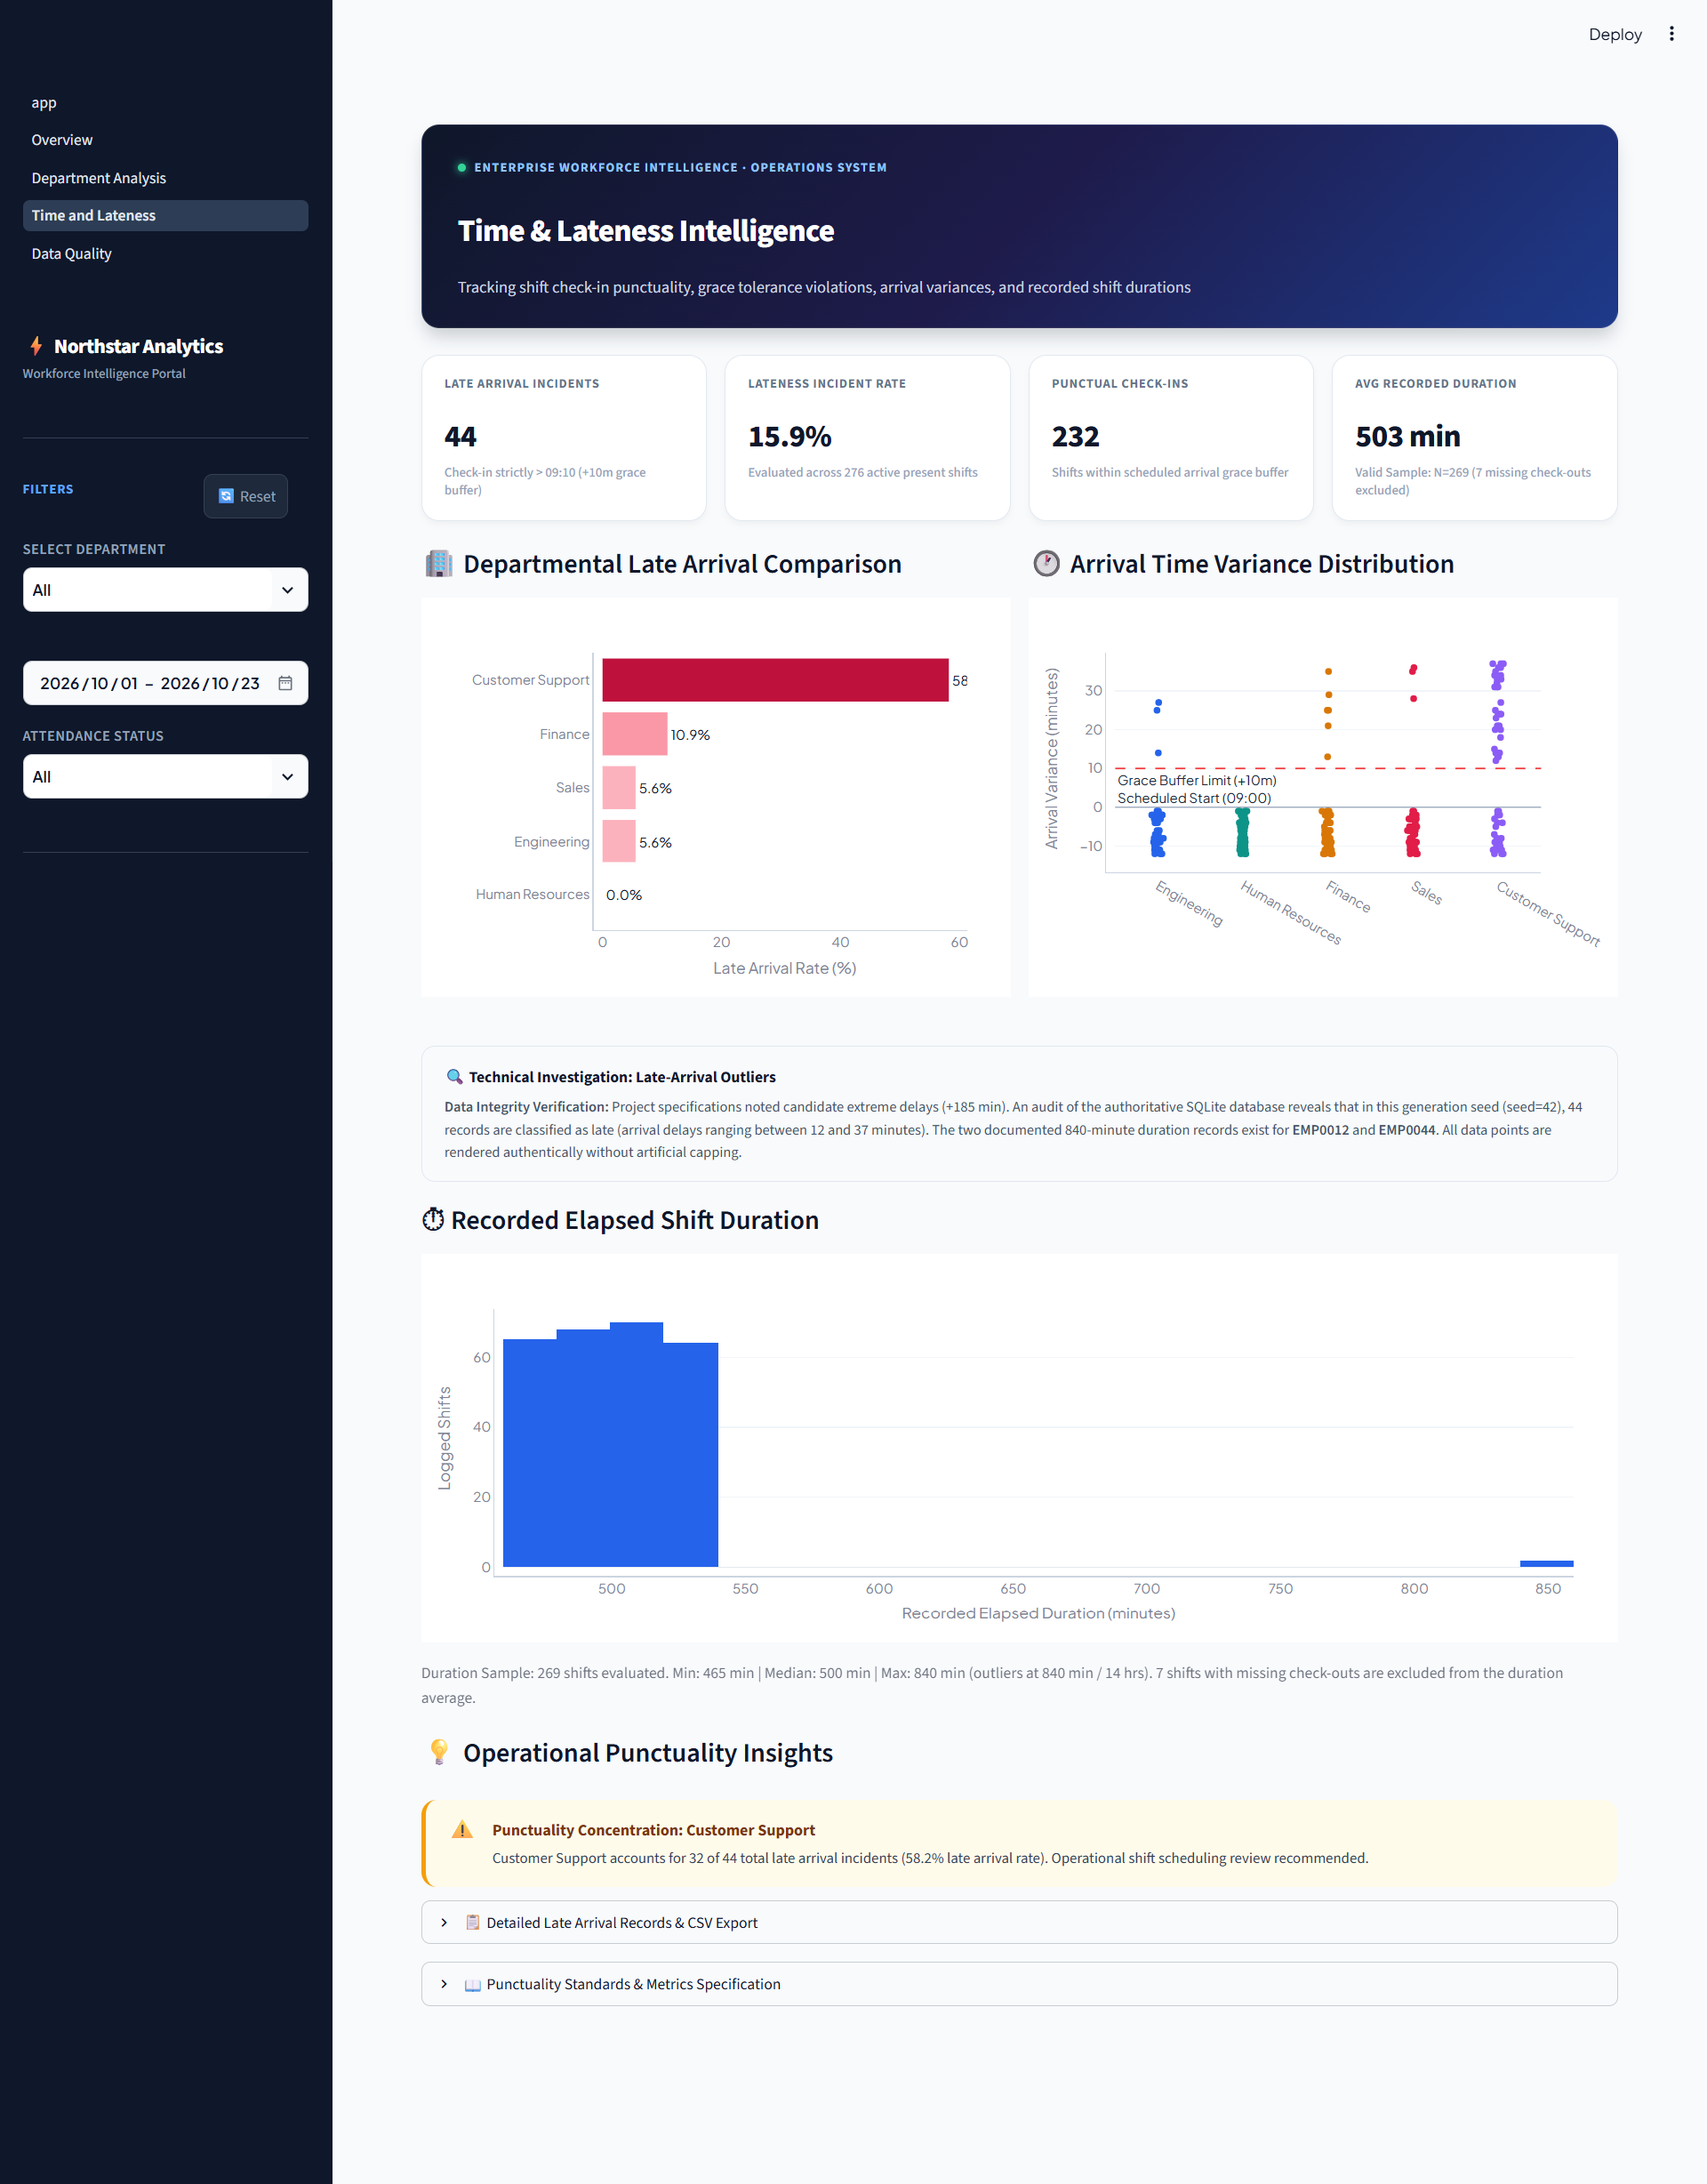 Deploy
app
Overview
Department Analysis
Time and Lateness
Data Quality
Northstar Analytics
Workforce Intelligence Portal
FILTERS
Reset
SELECT DEPARTMENT
All
2026/10/01 – 2026/10/23
ATTENDANCE STATUS
All
ENTERPRISE WORKFORCE INTELLIGENCE · OPERATIONS SYSTEM
Time & Lateness Intelligence
Tracking shift check-in punctuality, grace tolerance violations, arrival variances, and recorded shift durations
LATE ARRIVAL INCIDENTS
44
Check-in strictly > 09:10 (+10m grace
buffer)
LATENESS INCIDENT RATE
15.9%
Evaluated across 276 active present shifts
PUNCTUAL CHECK-INS
232
Shifts within scheduled arrival grace buffer
AVG RECORDED DURATION
503 min
Valid Sample: N=269 (7 missing check-outs
excluded)
Departmental Late Arrival Comparison
Customer Support
58
Finance
10.9%
Sales
5.6%
Engineering
5.6%
Human Resources
0.0%
0 20 40 60
Late Arrival Rate (%)
Arrival Time Variance Distribution
Arrival Variance (minutes)
30
20
10
0
−10
Grace Buffer Limit (+10m)
Scheduled Start (09:00)
Engineering
Human Resources
Finance
Sales
Customer Support
Technical Investigation: Late-Arrival Outliers
Data Integrity Verification: Project specifications noted candidate extreme delays (+185 min). An audit of the authoritative SQLite database reveals that in this generation seed (seed=42), 44
records are classified as late (arrival delays ranging between 12 and 37 minutes). The two documented 840-minute duration records exist for EMP0012 and EMP0044. All data points are
rendered authentically without artificial capping.
Recorded Elapsed Shift Duration
Logged Shifts
60
40
20
0
500 550 600 650 700 750 800 850
Recorded Elapsed Duration (minutes)
Duration Sample: 269 shifts evaluated. Min: 465 min | Median: 500 min | Max: 840 min (outliers at 840 min / 14 hrs). 7 shifts with missing check-outs are excluded from the duration
average.
Operational Punctuality Insights
Punctuality Concentration: Customer Support
Customer Support accounts for 32 of 44 total late arrival incidents (58.2% late arrival rate). Operational shift scheduling review recommended.
Detailed Late Arrival Records & CSV Export
Punctuality Standards & Metrics Specification